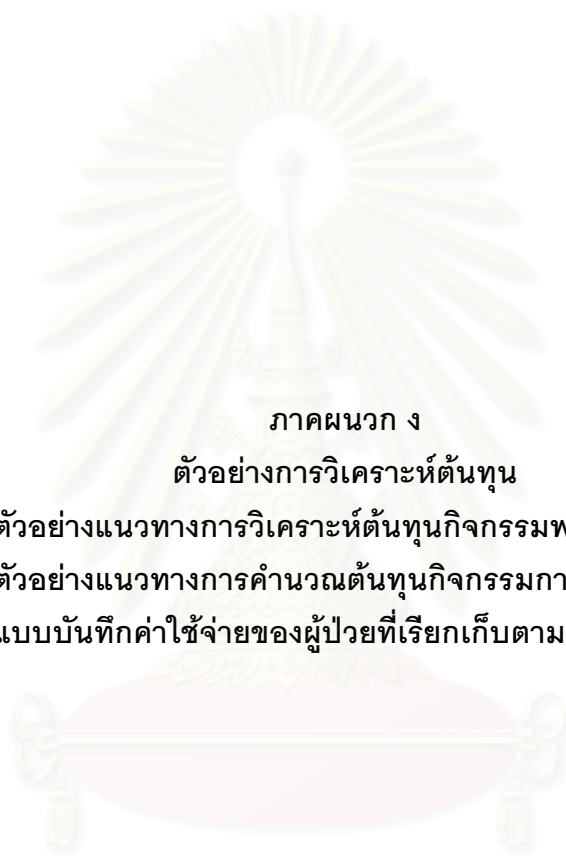 ภาคผนวก ง
ตัวอย่างการวิเคราะห์ต้นทุน
ตัวอย่างแนวทางการวิเคราะห์ต้นทุนกิจกรรม
ตัวอย่างแนวทางการคำนวณต้นทุนกิจกรรม
แบบบันทึกค่าใช้จ่ายของผู้ป่วยที่เรียกเก็บตาม